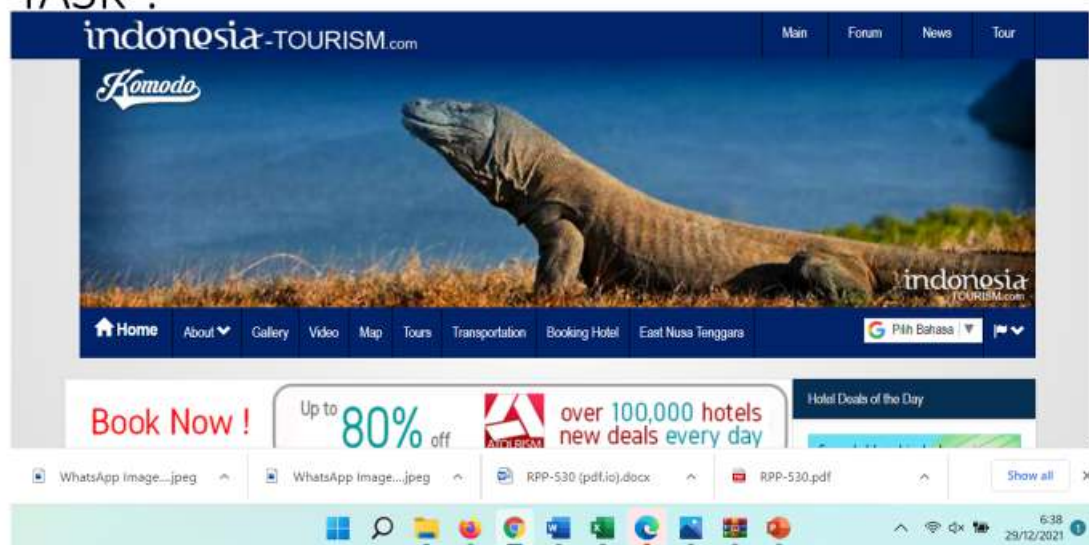 TASK :
indonesia-TOURISM.com
Main Forum News Tour
Komodo
indonesia
TOURISM.com
Home About Gallery Video Map Tours Transportation Booking Hotel East Nusa Tenggara
Pilih Bahasa
Book Now !
Up to 80% off
ATOURISM
over 100,000 hotels
new deals every day
Hotel Deals of the Day
WhatsApp Image....jpeg
WhatsApp Image....jpeg
RPP-530 (pdf.io).docx
RPP-530.pdf
Show all
6:38
29/12/2021